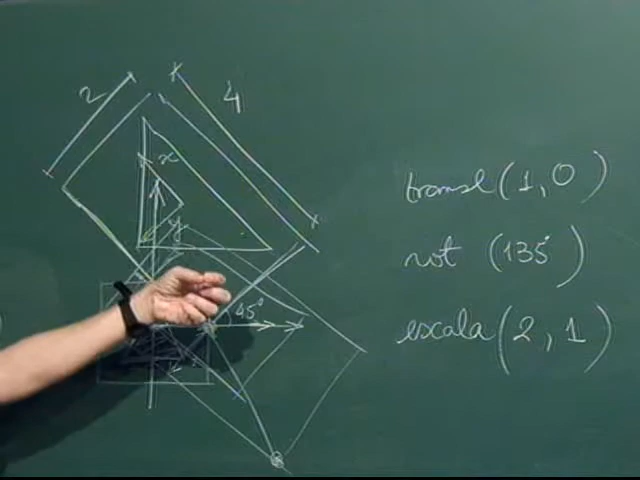 2
4
x
y
45°
transl (1, 0)
rot (135°)
escala (2, 1)